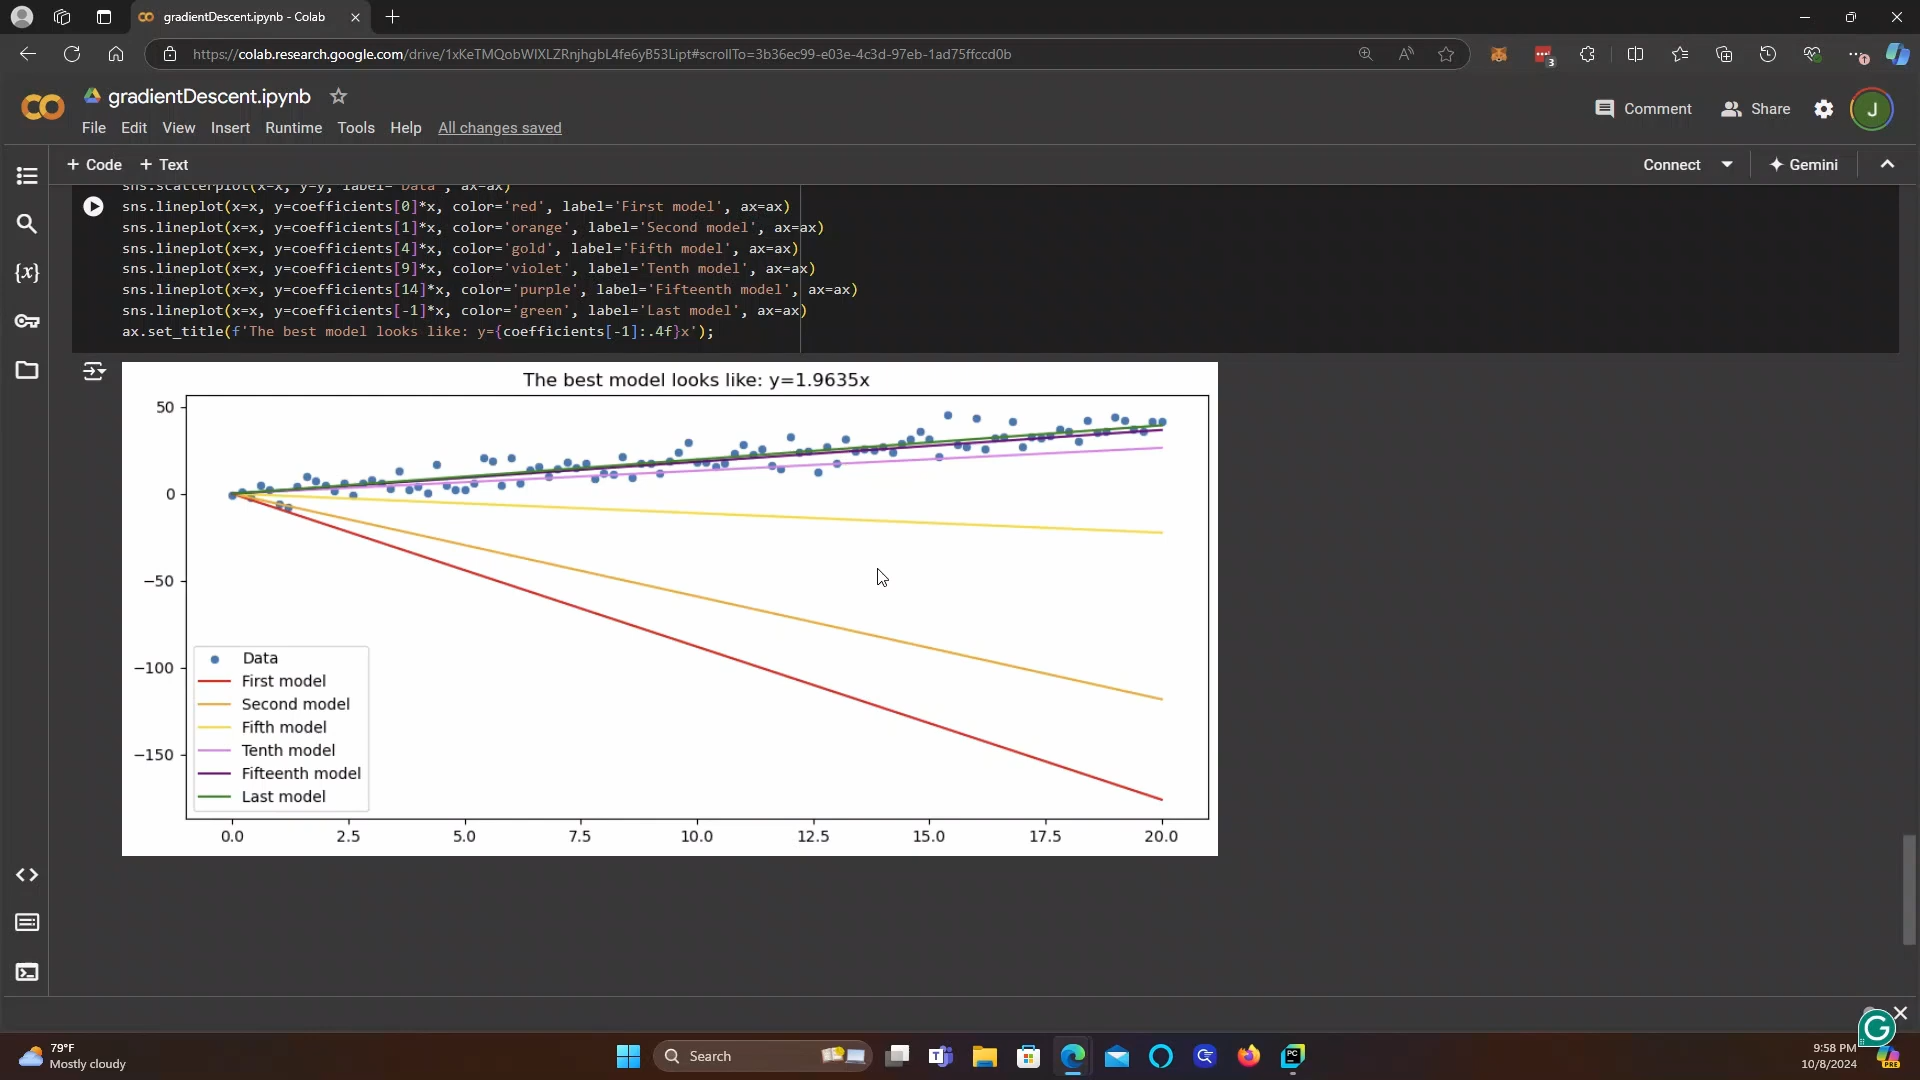 gradientDescent.ipynb - Colab
https://colab.research.google.com/drive/1xKeTMQobWIXLZRnjhgbL4fe6yB53Lipt#scrollTo=3b36ec99-e03e-4c3d-97eb-1ad75ffccd0b
3
gradientDescent.ipynb
Comment Share J
File Edit View Insert Runtime Tools Help All changes saved
+ Code + Text Connect Gemini
sns.scatterplot(x=x, y=y, label='Data', ax=ax)
sns.lineplot(x=x, y=coefficients[0]*x, color='red', label='First model', ax=ax)
sns.lineplot(x=x, y=coefficients[1]*x, color='orange', label='Second model', ax=ax)
sns.lineplot(x=x, y=coefficients[4]*x, color='gold', label='Fifth model', ax=ax)
sns.lineplot(x=x, y=coefficients[9]*x, color='violet', label='Tenth model', ax=ax)
sns.lineplot(x=x, y=coefficients[14]*x, color='purple', label='Fifteenth model', ax=ax)
sns.lineplot(x=x, y=coefficients[-1]*x, color='green', label='Last model', ax=ax)
ax.set_title(f'The best model looks like: y={coefficients[-1]:.4f}x');
The best model looks like: y=1.9635x
50
0
−50
−100
−150
Data
First model
Second model
Fifth model
Tenth model
Fifteenth model
Last model
0.0 2.5 5.0 7.5 10.0 12.5 15.0 17.5 20.0
79°F
Mostly cloudy
Search
9:58 PM
10/8/2024
PRE